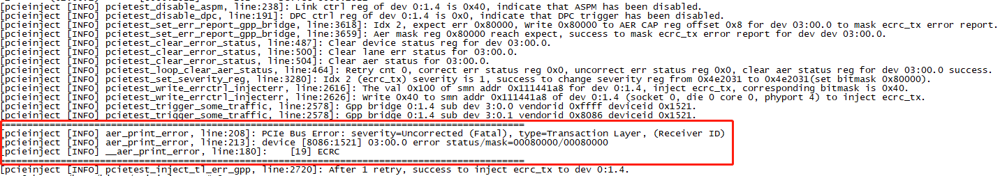 [pcieinject [INFO] pcietest_disable_aspm, line:238]: Link ctrl reg of dev 0:1.4 is 0x40, indicate that ASPM has been disabled.
[pcieinject [INFO] pcietest_disable_dpc, line:191]: DPC ctrl reg of dev 0:1.4 is 0x0, indicate that DPC trigger has been disabled.
[pcieinject [INFO] pcietest_set_err_report_gpp_bridge, line:3618]: Idx 2, expect err 0x80000, Write 0x80000 to AER CAP reg offset 0x8 for dev 03:00.0 to mask ecrc_tx error report.
[pcieinject [INFO] pcietest_set_err_report_gpp_bridge, line:3659]: Aer mask reg 0x80000 reach expect, success to mask ecrc_tx error report for dev dev 03:00.0.
[pcieinject [INFO] pcietest_clear_error_status, line:487]: Clear device status reg for dev 03:00.0.
[pcieinject [INFO] pcietest_clear_error_status, line:500]: Clear lane err status for 03:00.0.
[pcieinject [INFO] pcietest_clear_error_status, line:504]: Clear aer status for 03:00.0.
[pcieinject [INFO] pcietest_loop_clear_aer_status, line:464]: Retry cnt 0, correct err status reg 0x0, uncorrect err status reg 0x0, clear aer status reg for dev 03:00.0 success.
[pcieinject [INFO] pcietest_set_severity_reg, line:3280]: Idx 2 (ecrc_tx) severity is 1, success to change severity reg from 0x4e2031 to 0x4e2031(set bitmask 0x80000).
[pcieinject [INFO] pcietest_write_errctrl_injecterr, line:2616]: The val 0x100 of smn addr 0x111441a8 for dev 0:1.4, inject ecrc_tx, corresponding bitmask is 0x40.
[pcieinject [INFO] pcietest_write_errctrl_injecterr, line:2626]: Write 0x40 to smn addr 0x111441a8 of dev 0:1.4 (socket 0, die 0 core 0, phyport 4) to inject ecrc_tx.
[pcieinject [INFO] pcietest_trigger_some_traffic, line:2578]: Gpp bridge 0:1.4 sub dev 3:0.0 vendorid 0xffff deviceid 0x1521.
[pcieinject [INFO] pcietest_trigger_some_traffic, line:2578]: Gpp bridge 0:1.4 sub dev 3:0.1 vendorid 0x8086 deviceid 0x1521.
[pcieinject [INFO] aer_print_error, line:208]: PCIe Bus Error: severity=Uncorrected (Fatal), type=Transaction Layer, (Receiver ID)
[pcieinject [INFO] aer_print_error, line:213]: device [8086:1521] 03:00.0 error status/mask=00080000/00080000
[pcieinject [INFO] __aer_print_error, line:180]:    [19] ECRC
[pcieinject [INFO] pcietest_inject_tl_err_gpp, line:2720]: After 1 retry, success to inject ecrc_tx to dev 0:1.4.